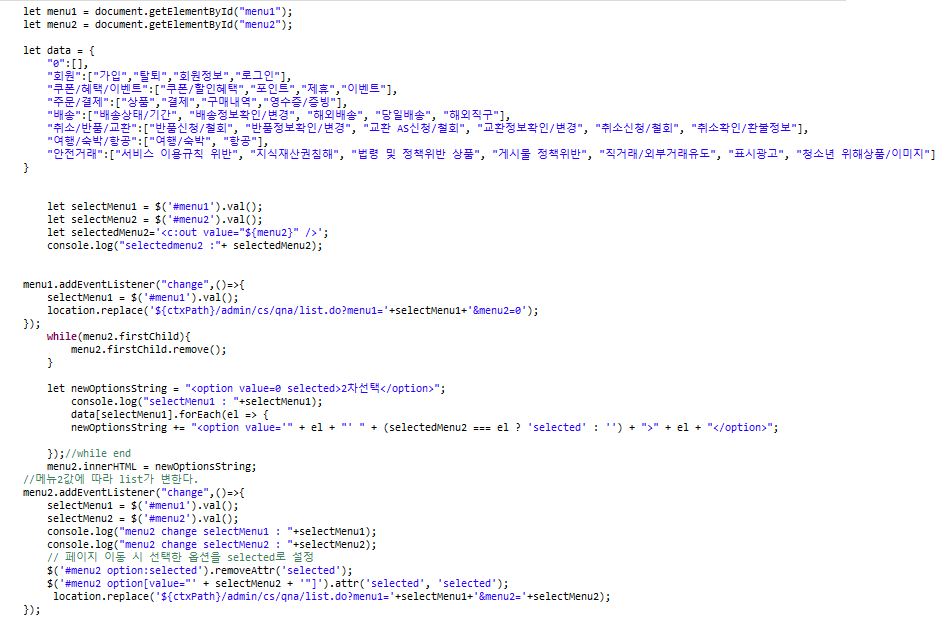 let menu1 = document.getElementById("menu1");
let menu2 = document.getElementById("menu2");
let data = {
"0":[],
"회원":["가입","탈퇴","회원정보","로그인"],
"쿠폰/혜택/이벤트":["쿠폰/할인혜택","포인트","제휴","이벤트"],
"주문/결제":["상품","결제","구매내역","영수증/증빙"],
"배송":["배송상태/기간", "배송정보확인/변경", "해외배송", "당일배송", "해외직구"],
"취소/반품/교환":["반품신청/철회", "반품정보확인/변경", "교환 AS신청/철회", "교환정보확인/변경", "취소신청/철회", "취소확인/환불정보"],
"여행/숙박/항공":["여행/숙박", "항공"],
"안전거래":["서비스 이용규칙 위반", "지식재산권침해", "법령 및 정책위반 상품", "게시물 정책위반", "직거래/외부거래유도", "표시광고", "청소년 위해상품/이미지"]
}
let selectMenu1 = $('#menu1').val();
let selectMenu2 = $('#menu2').val();
let selectedMenu2='<c:out value="${menu2}" />';
console.log("selectedmenu2 :"+ selectedMenu2);
menu1.addEventListener("change",()=>{
selectMenu1 = $('#menu1').val();
location.replace('${ctxPath}/admin/cs/qna/list.do?menu1='+selectMenu1+'&menu2=0');
});
while(menu2.firstChild){
menu2.firstChild.remove();
}
let newOptionsString = "<option value=0 selected>2차선택</option>";
console.log("selectMenu1 : "+selectMenu1);
data[selectMenu1].forEach(el => {
newOptionsString += "<option value='" + el + "' " + (selectedMenu2 === el ? 'selected' : '') + ">" + el + "</option>";
});//while end
menu2.innerHTML = newOptionsString;
//메뉴2값에 따라 list가 변한다.
menu2.addEventListener("change",()=>{
selectMenu1 = $('#menu1').val();
selectMenu2 = $('#menu2').val();
console.log("menu2 change selectMenu1 : "+selectMenu1);
console.log("menu2 change selectMenu2 : "+selectMenu2);
// 페이지 이동 시 선택한 옵션을 selected로 설정
$('#menu2 option:selected').removeAttr('selected');
$('#menu2 option[value="' + selectMenu2 + '"]').attr('selected', 'selected');
location.replace('${ctxPath}/admin/cs/qna/list.do?menu1='+selectMenu1+'&menu2='+selectMenu2);
});